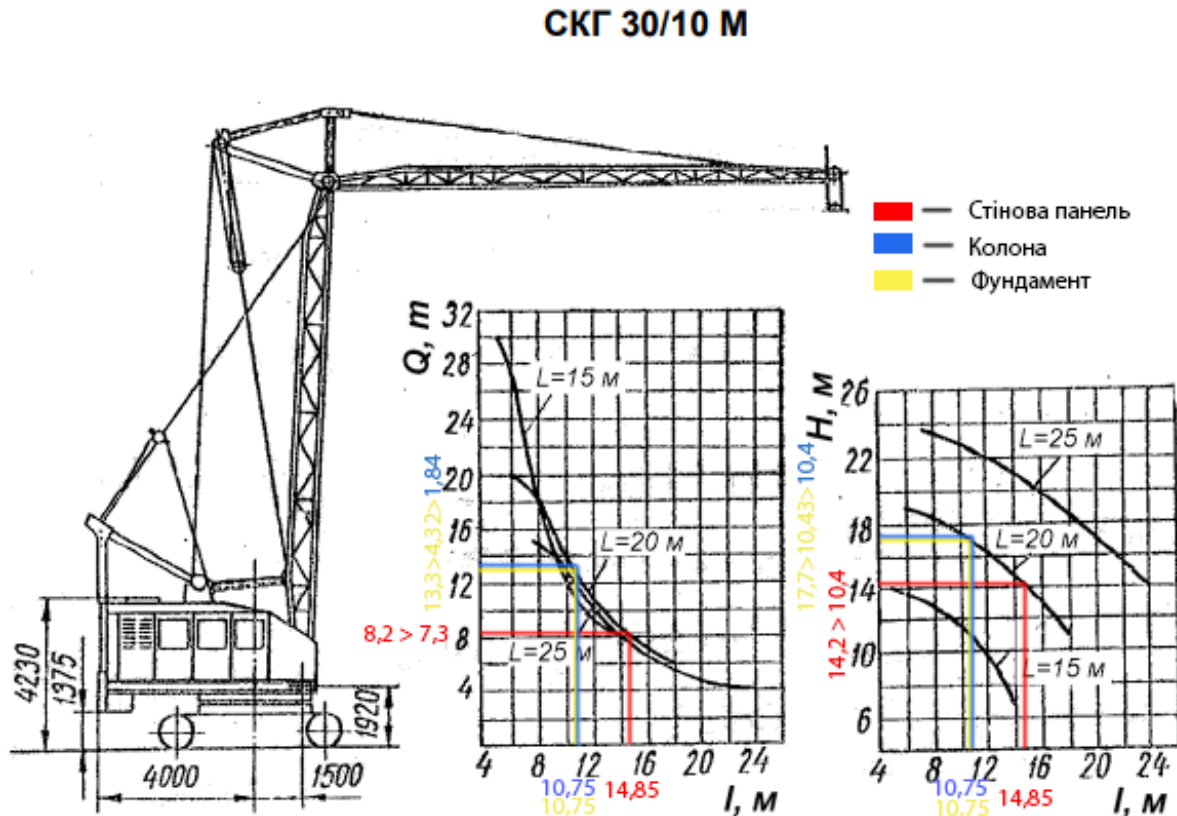 СКГ 30/10 М
Стінова панель
Колона
Фундамент
Q, т
32
28
24
20
16
12
8
4
L=15 м
L=20 м
L=25 м
13,3>4,32>1,84
8,2 > 7,3
4 8 12 16 20 24
10,75 14,85 l, м
10,75
H, м
26
22
18
14
10
6
L=25 м
L=20 м
L=15 м
17,7>10,43>10,4
14,2 > 10,4
4 8 12 16 20 24
10,75 14,85 l, м
10,75
4230
1375
1920
4000
1500